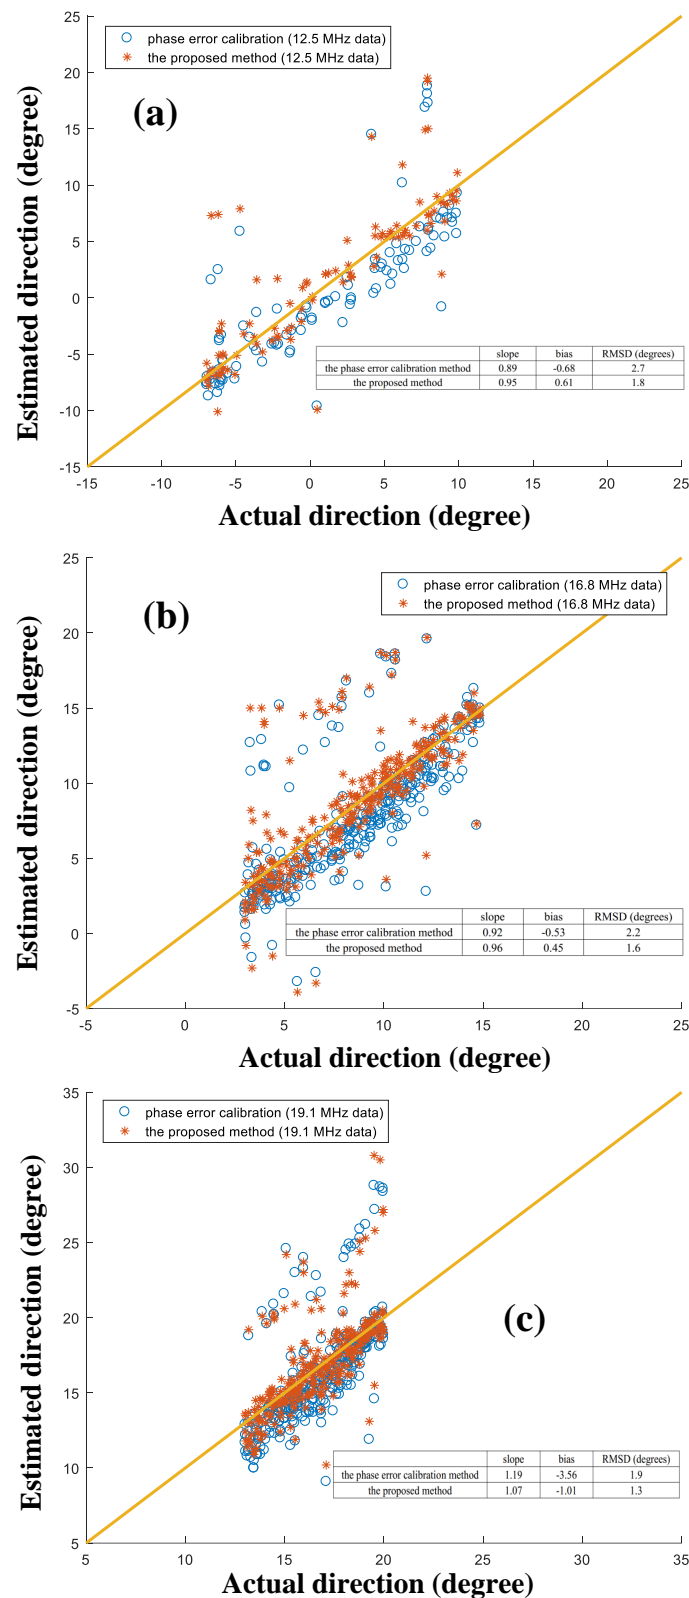 25
20
15
10
5
0
-5
-10
-15
-15 -10 -5 0 5 10 15 20 25
phase error calibration (12.5 MHz data)
the proposed method (12.5 MHz data)
(a)
Estimated direction (degree)
slope bias RMSD (degrees)
the phase error calibration method 0.89 -0.68 2.7
the proposed method 0.95 0.61 1.8
Actual direction (degree)
25
20
15
10
5
0
-5
-5 0 5 10 15 20 25
phase error calibration (16.8 MHz data)
the proposed method (16.8 MHz data)
(b)
Estimated direction (degree)
slope bias RMSD (degrees)
the phase error calibration method 0.92 -0.53 2.2
the proposed method 0.96 0.45 1.6
Actual direction (degree)
35
30
25
20
15
10
5
5 10 15 20 25 30 35
phase error calibration (19.1 MHz data)
the proposed method (19.1 MHz data)
(c)
Estimated direction (degree)
slope bias RMSD (degrees)
the phase error calibration method 1.19 -3.56 1.9
the proposed method 1.07 -1.01 1.3
Actual direction (degree)